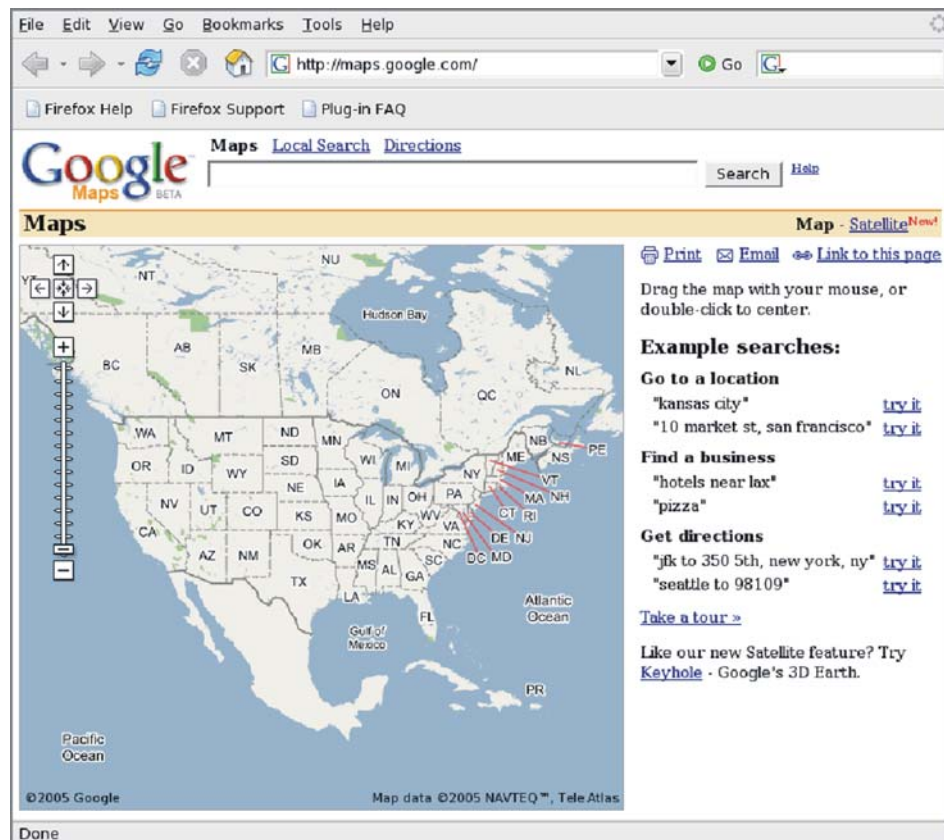 File Edit View Go Bookmarks Tools Help
http://maps.google.com/ Go
Firefox Help Firefox Support Plug-in FAQ
Google Maps BETA
Maps Local Search Directions
Search Help
Maps
Map - Satellite New!
Print Email Link to this page
Drag the map with your mouse, or
double-click to center.
Example searches:
Go to a location
"kansas city" try it
"10 market st, san francisco" try it
Find a business
"hotels near lax" try it
"pizza" try it
Get directions
"jfk to 350 5th, new york, ny" try it
"seattle to 98109" try it
Take a tour »
Like our new Satellite feature? Try
Keyhole - Google's 3D Earth.
NT
NU
Hudson Bay
BC
AB
SK
MB
ON
QC
NL
NB
PE
NS
WA
MT
ND
MN
OR
ID
WY
SD
WI
MI
NY
ME
VT
NH
NV
UT
CO
NE
IA
IL
IN
OH
PA
MA
CT
RI
CA
KS
MO
KY
WV
VA
DE
NJ
AZ
NM
OK
AR
TN
NC
DC
MD
TX
MS
AL
GA
SC
LA
FL
Atlantic
Ocean
Gulf of
Mexico
PR
Pacific
Ocean
©2005 Google
Map data ©2005 NAVTEQ™, Tele Atlas
Done